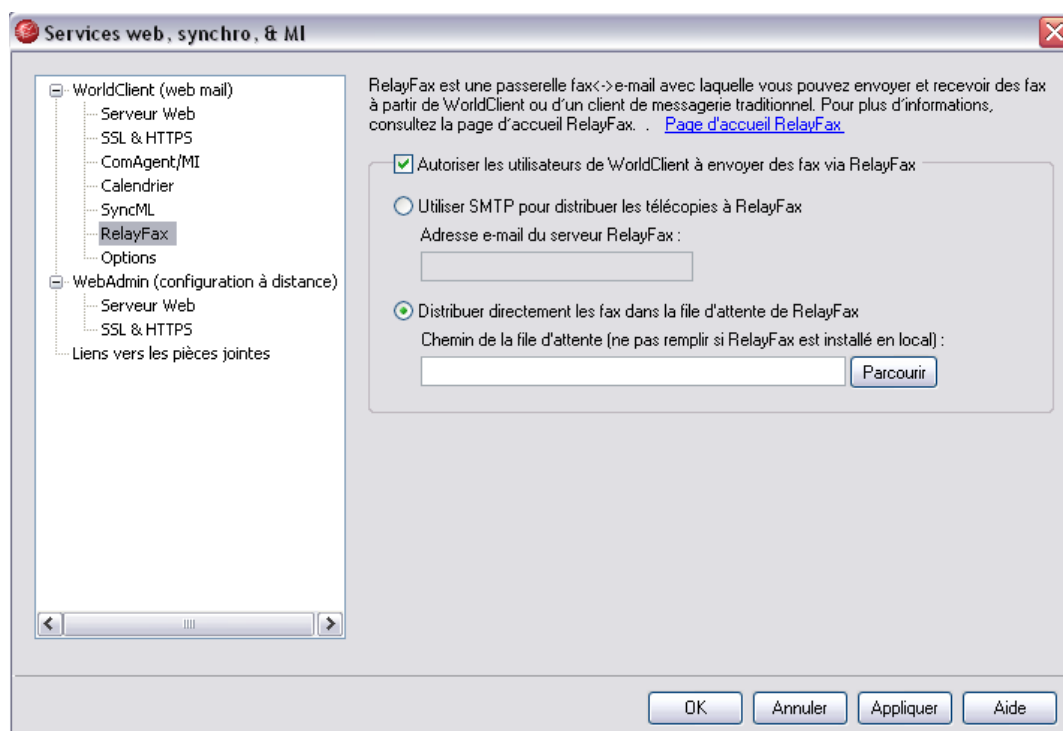 Services web, synchro, & MI
WorldClient (web mail)
Serveur Web
SSL & HTTPS
ComAgent/MI
Calendrier
SyncML
RelayFax
Options
WebAdmin (configuration à distance)
Serveur Web
SSL & HTTPS
Liens vers les pièces jointes
RelayFax est une passerelle fax<->e-mail avec laquelle vous pouvez envoyer et recevoir des fax
à partir de WorldClient ou d'un client de messagerie traditionnel. Pour plus d'informations,
consultez la page d'accueil RelayFax. . Page d'accueil RelayFax
Autoriser les utilisateurs de WorldClient à envoyer des fax via RelayFax
Utiliser SMTP pour distribuer les télécopies à RelayFax
Adresse e-mail du serveur RelayFax :
Distribuer directement les fax dans la file d'attente de RelayFax
Chemin de la file d'attente (ne pas remplir si RelayFax est installé en local) :
Parcourir
OK
Annuler
Appliquer
Aide